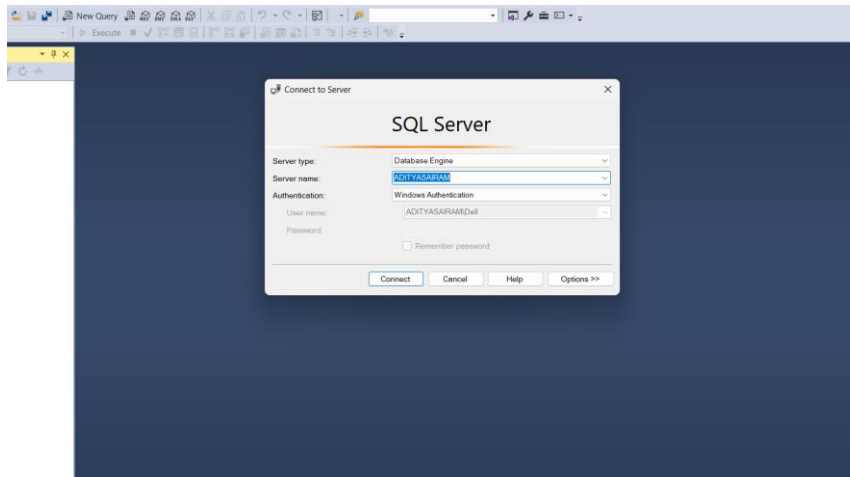 New Query
Execute
Connect to Server
SQL Server
Server type: Database Engine
Server name: ADITYASAIRAM
Authentication: Windows Authentication
User name: ADITYASAIRAM\Dell
Password:
Remember password
Connect Cancel Help Options >>